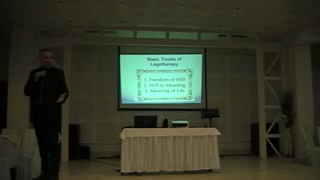 Basic Tenets of
Logotherapy
1. Freedom of Will
2. Will to Meaning
3. Meaning of Life